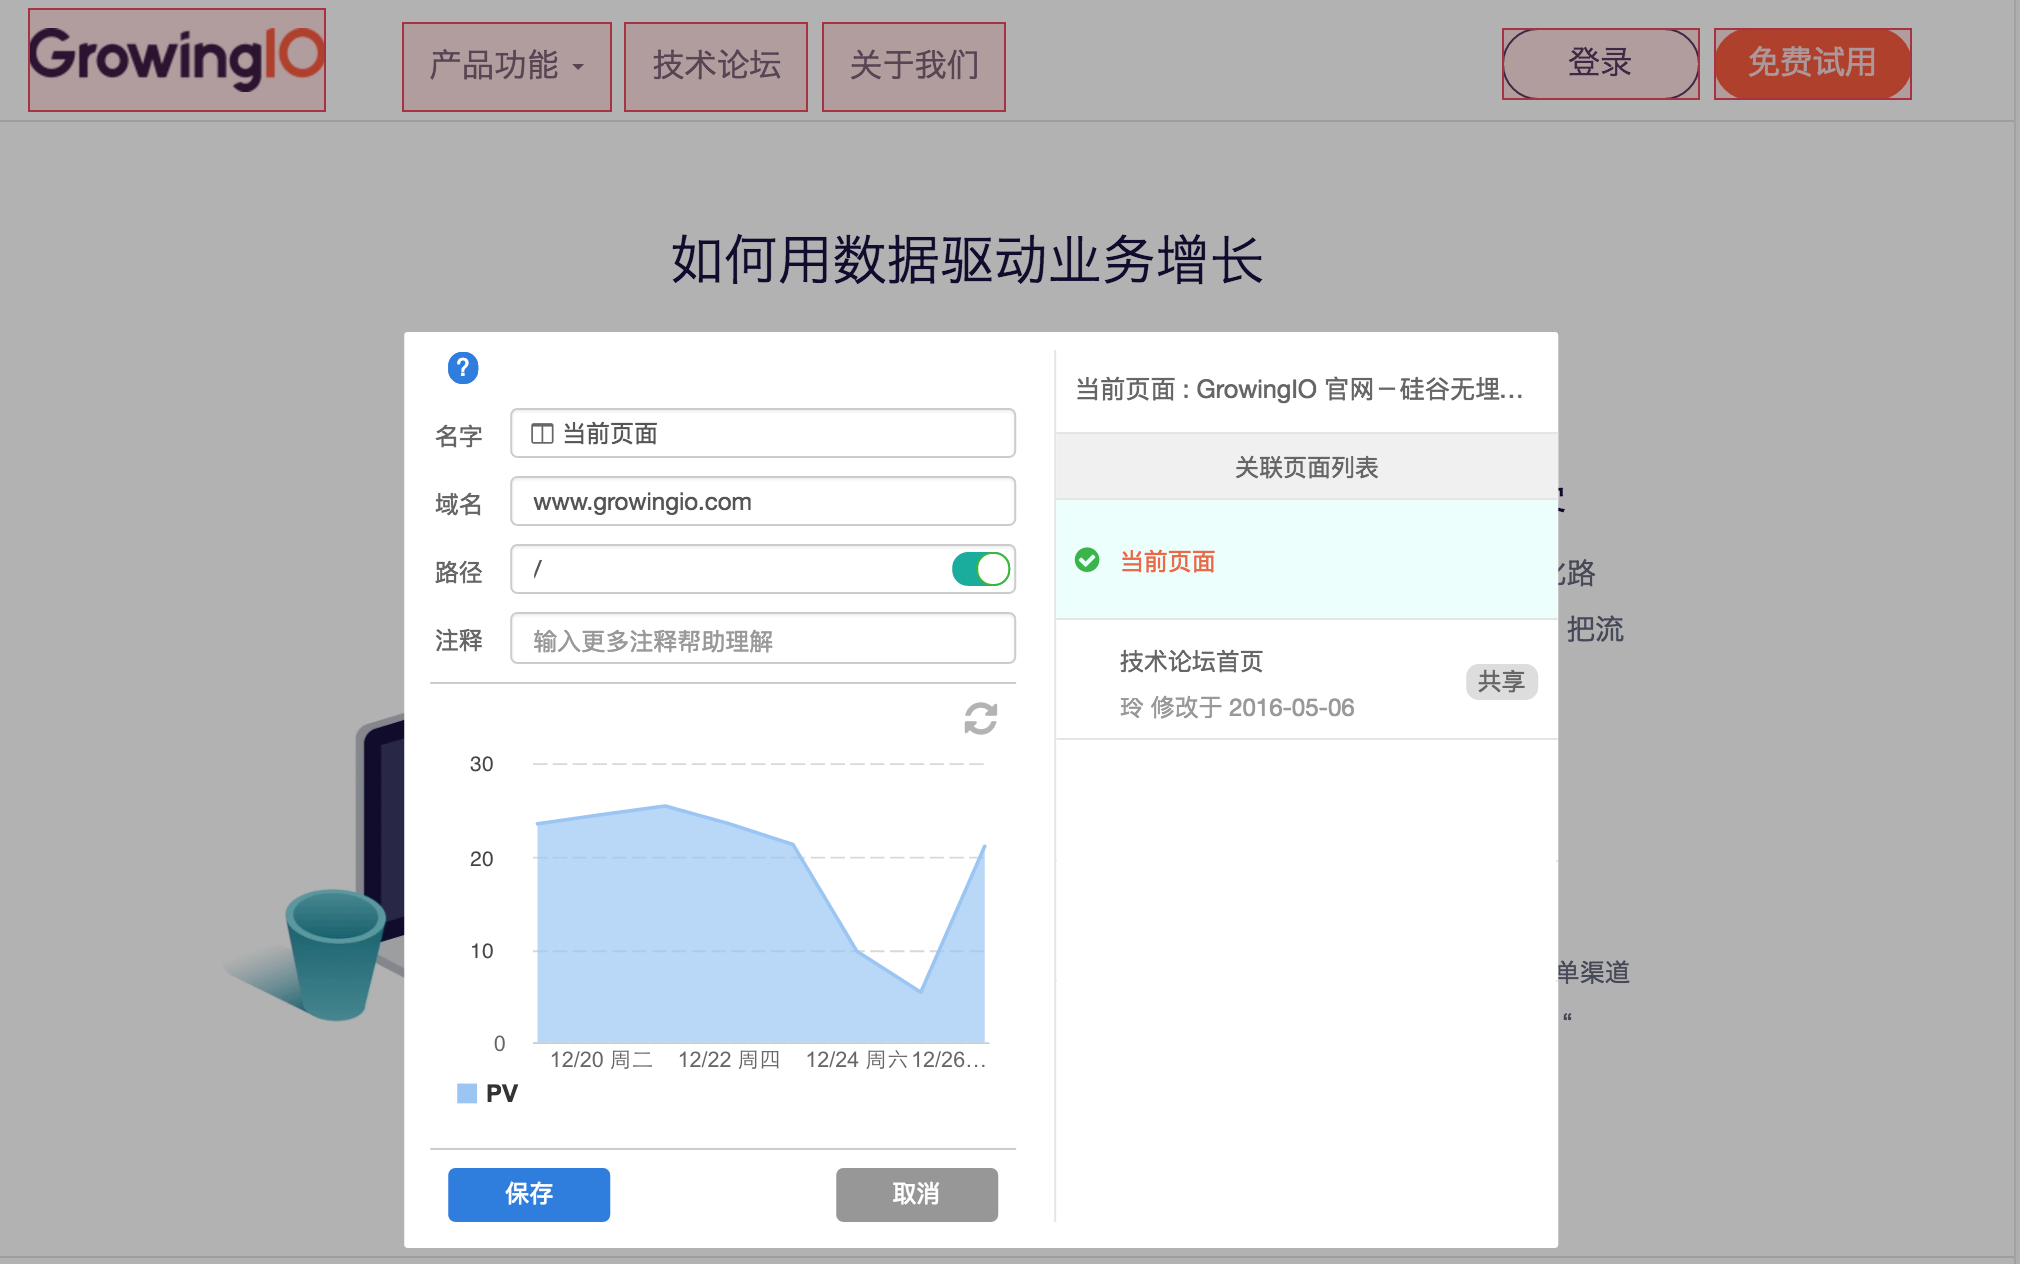 GrowingIO
产品功能
技术论坛
关于我们
登录
免费试用
如何用数据驱动业务增长
?
名字
当前页面
域名
www.growingio.com
路径
/
注释
输入更多注释帮助理解
30
20
10
0
12/20 周二
12/22 周四
12/24 周六
12/26...
PV
保存
取消
当前页面 : GrowingIO 官网－硅谷无埋...
关联页面列表
当前页面
技术论坛首页
玲 修改于 2016-05-06
共享
路
把流
单渠道
“